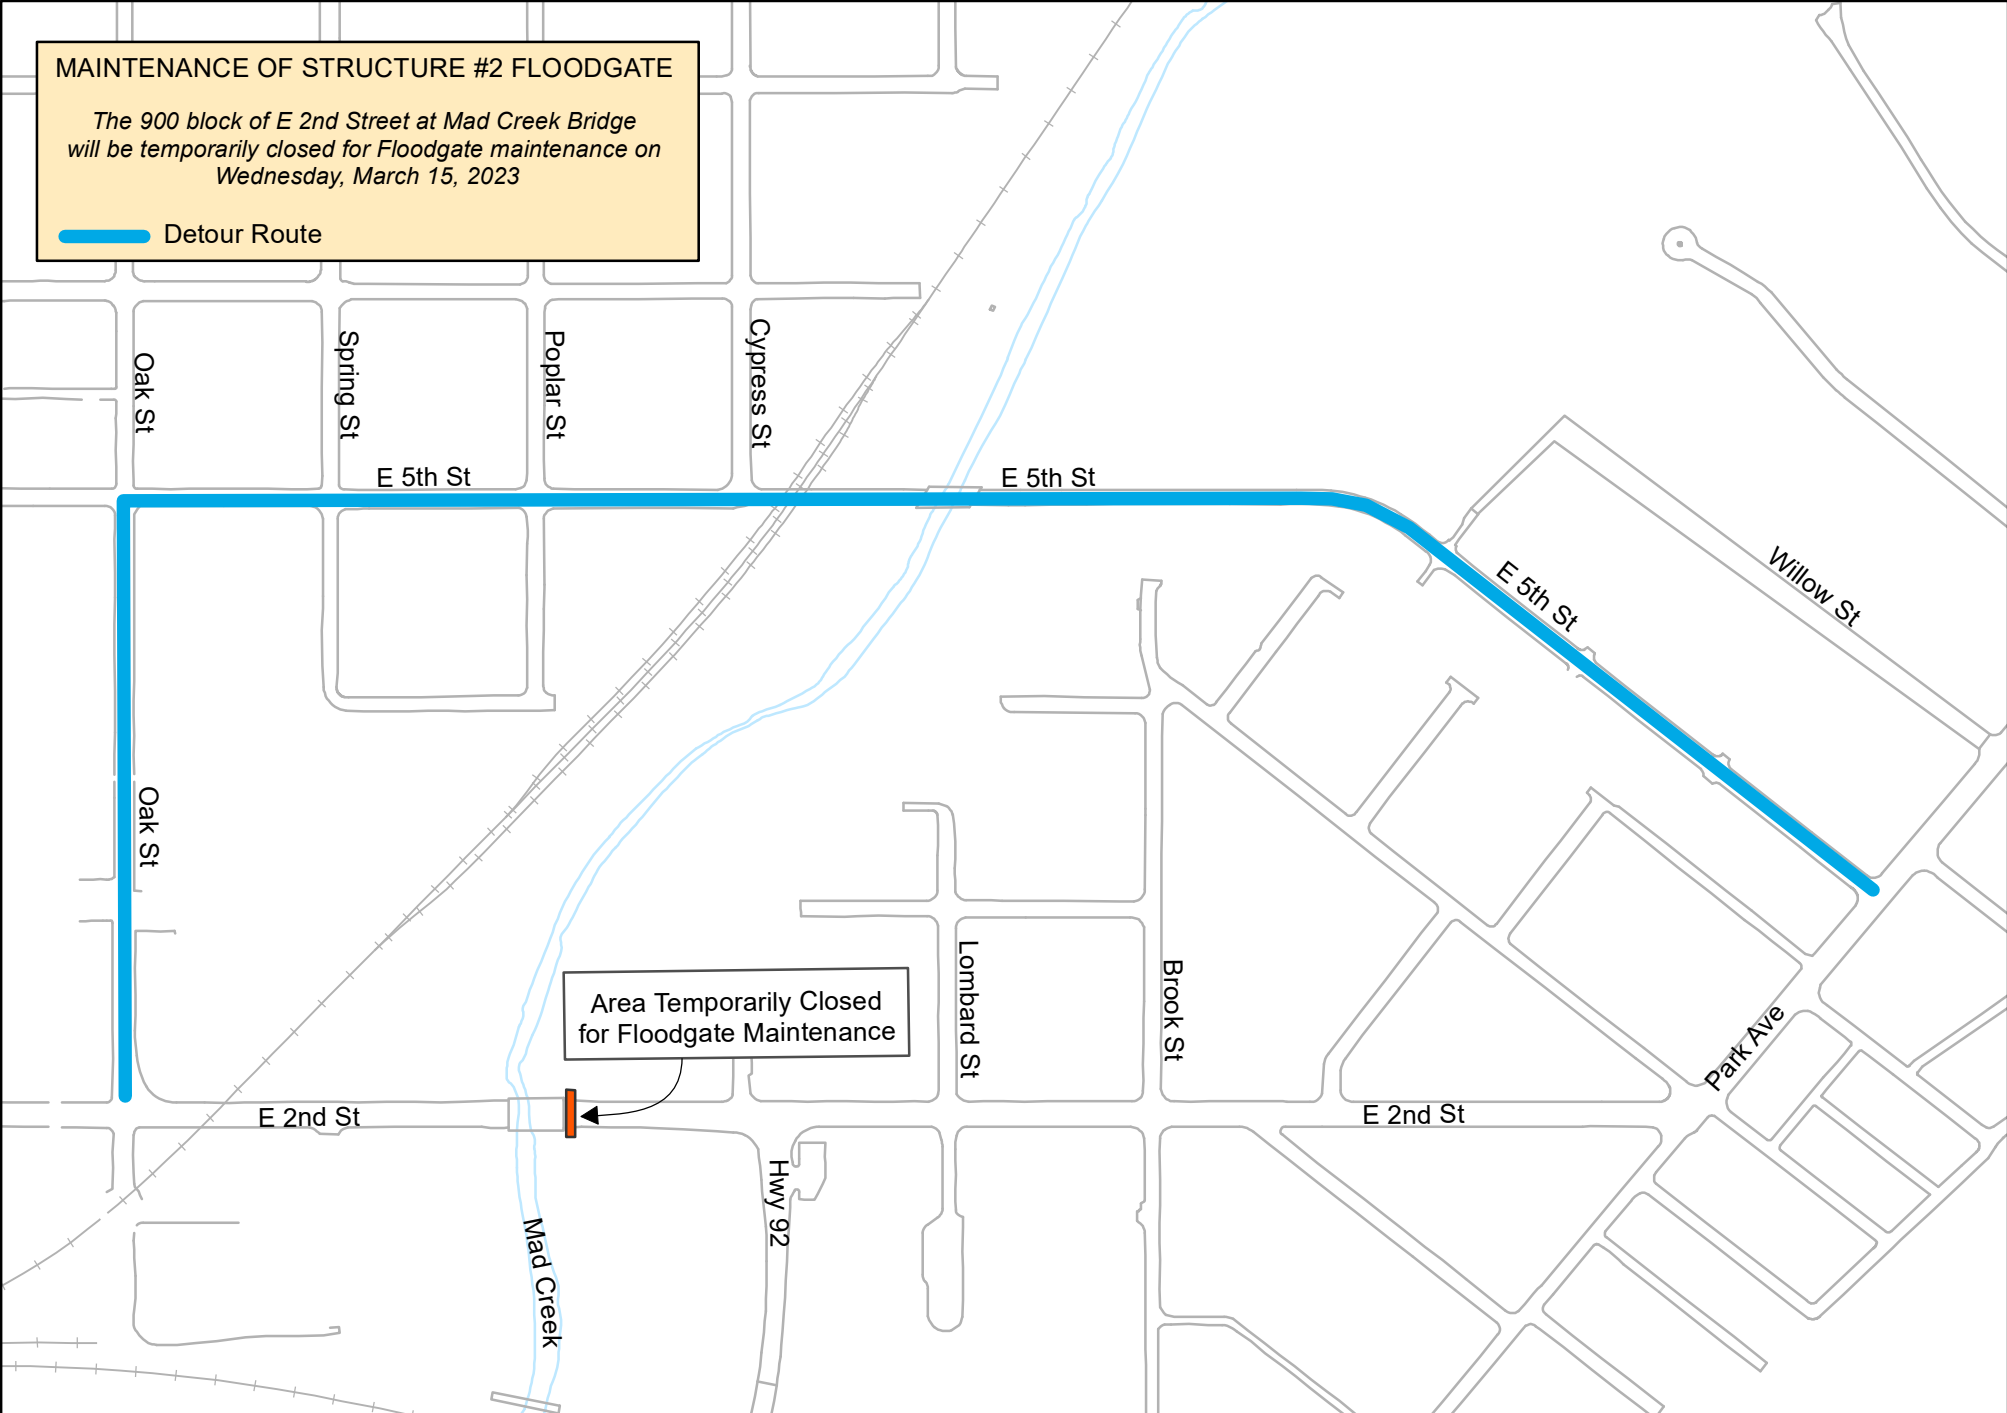 MAINTENANCE OF STRUCTURE #2 FLOODGATE
The 900 block of E 2nd Street at Mad Creek Bridge
will be temporarily closed for Floodgate maintenance on
Wednesday, March 15, 2023
Detour Route
Oak St
Spring St
Poplar St
Cypress St
E 5th St
E 5th St
E 5th St
Willow St
Oak St
Area Temporarily Closed
for Floodgate Maintenance
Lombard St
Brook St
Park Ave
E 2nd St
E 2nd St
Hwy 92
Mad Creek